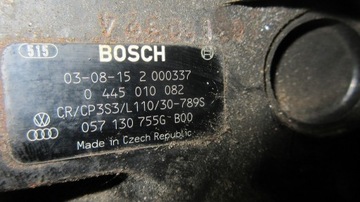 515 BOSCH
03-08-15 2 000337
0 445 010 082
CR/CP3S3/L110/30-789S
057 130 755G B00
Made in Czech Republic